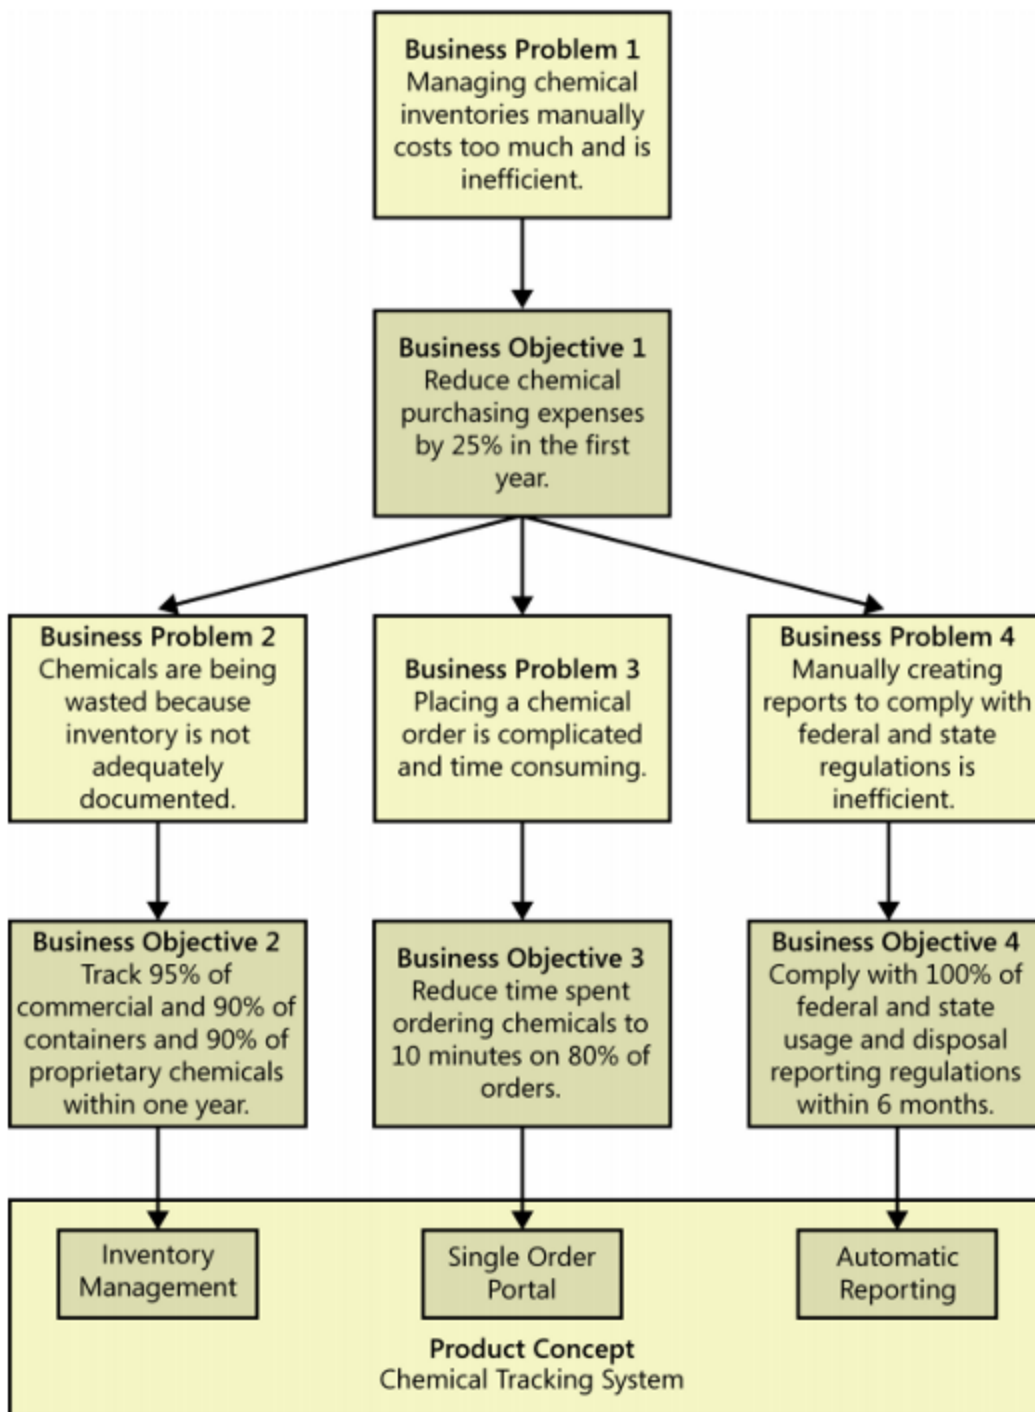 Business Problem 1
Managing chemical
inventories manually
costs too much and is
inefficient.
Business Objective 1
Reduce chemical
purchasing expenses
by 25% in the first
year.
Business Problem 2
Chemicals are being
wasted because
inventory is not
adequately
documented.
Business Problem 3
Placing a chemical
order is complicated
and time consuming.
Business Problem 4
Manually creating
reports to comply with
federal and state
regulations is
inefficient.
Business Objective 2
Track 95% of
commercial and 90% of
containers and 90% of
proprietary chemicals
within one year.
Business Objective 3
Reduce time spent
ordering chemicals to
10 minutes on 80% of
orders.
Business Objective 4
Comply with 100% of
federal and state
usage and disposal
reporting regulations
within 6 months.
Inventory
Management
Single Order
Portal
Automatic
Reporting
Product Concept
Chemical Tracking System